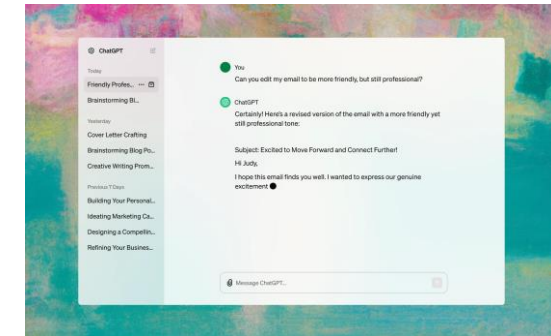 ChatGPT
Today
Friendly Profes...
Brainstorming Bl...
Yesterday
Cover Letter Crafting
Brainstorming Blog Po...
Creative Writing Prom...
Previous 7 Days
Building Your Personal...
Ideating Marketing Ca...
Designing a Compellin...
Refining Your Busines...
You
Can you edit my email to be more friendly, but still professional?
ChatGPT
Certainly! Here's a revised version of the email with a more friendly yet
still professional tone:
Subject: Excited to Move Forward and Connect Further!
Hi Judy,
I hope this email finds you well. I wanted to express our genuine
excitement
Message ChatGPT...